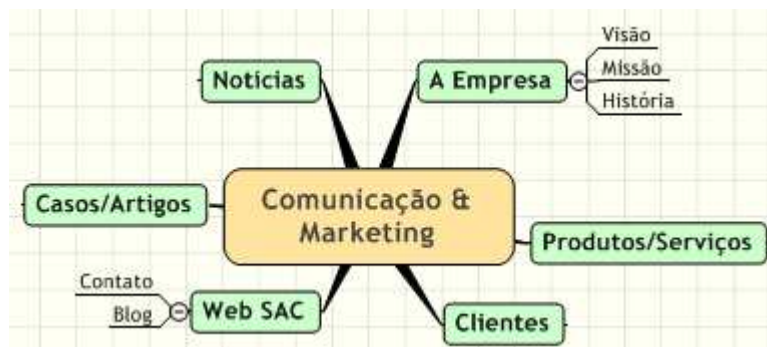 Visão
Notícias
A Empresa
Missão
História
Comunicação &
Marketing
Casos/Artigos
Produtos/Serviços
Contato
Blog
Web SAC
Clientes